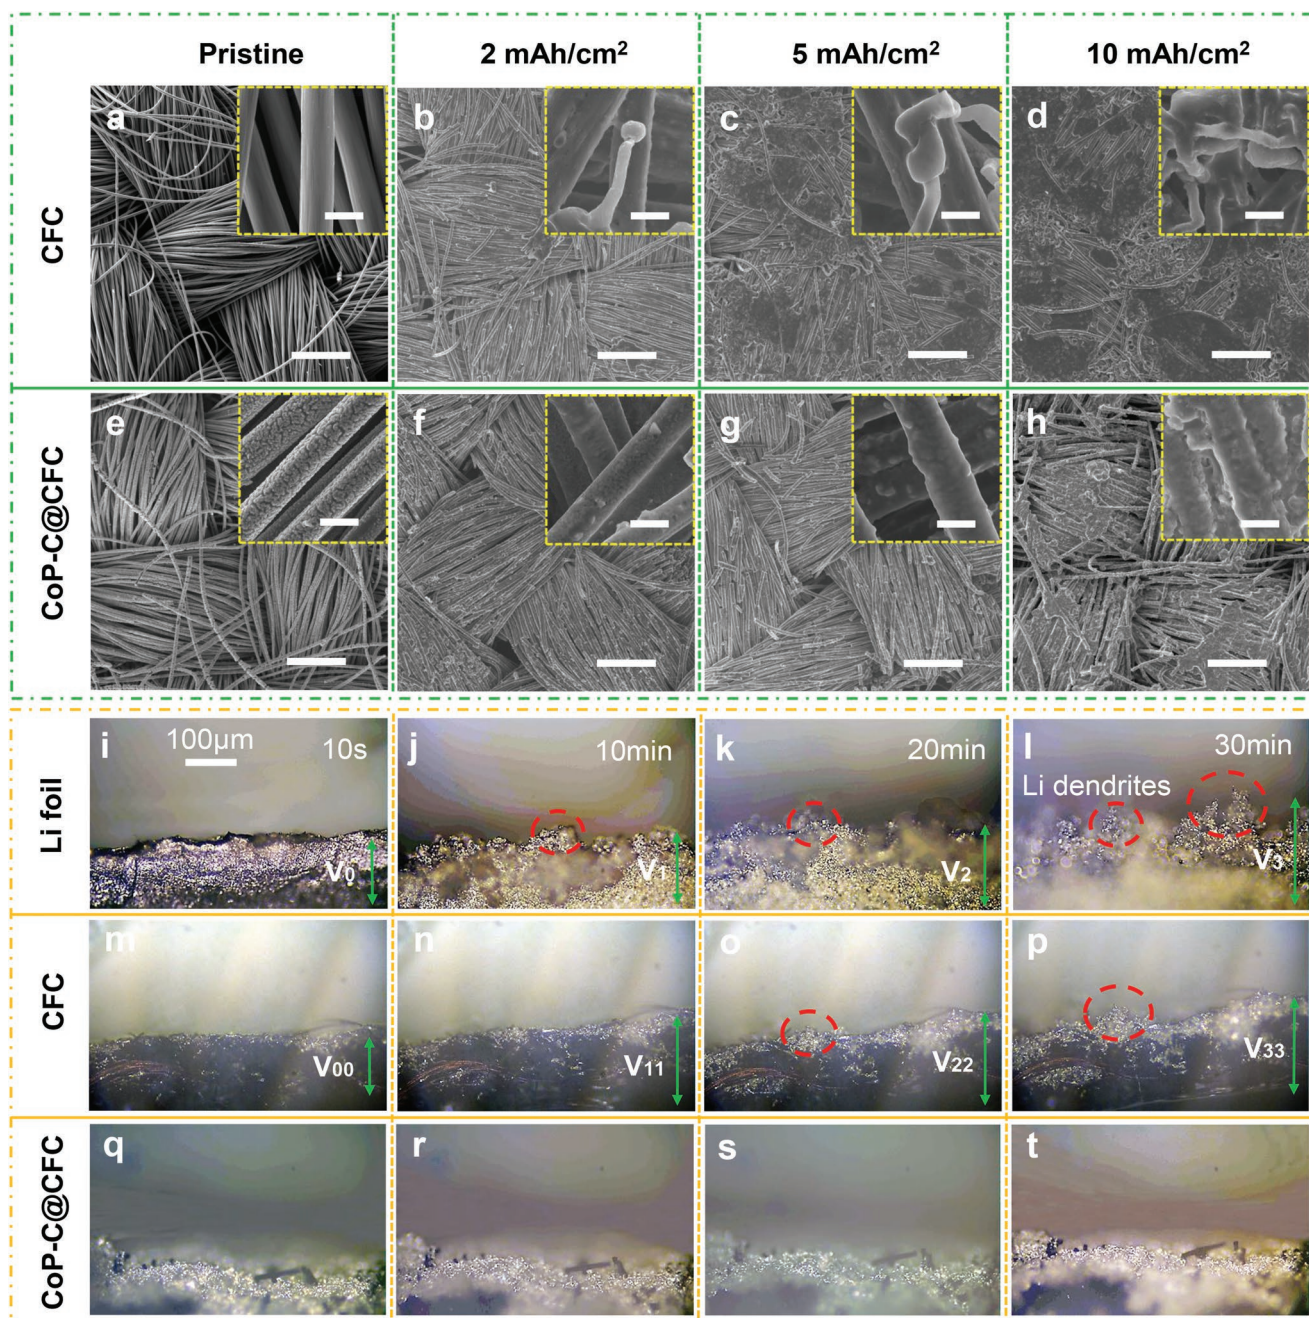 Pristine 2 mAh/cm² 5 mAh/cm² 10 mAh/cm²
CFC
a b c d
CoP-C@CFC
e f g h
Li foil
i 100μm 10s j 10min k 20min l 30min
Li dendrites
V₀ V₁ V₂ V₃
CFC
m n o p
V₀₀ V₁₁ V₂₂ V₃₃
CoP-C@CFC
q r s t